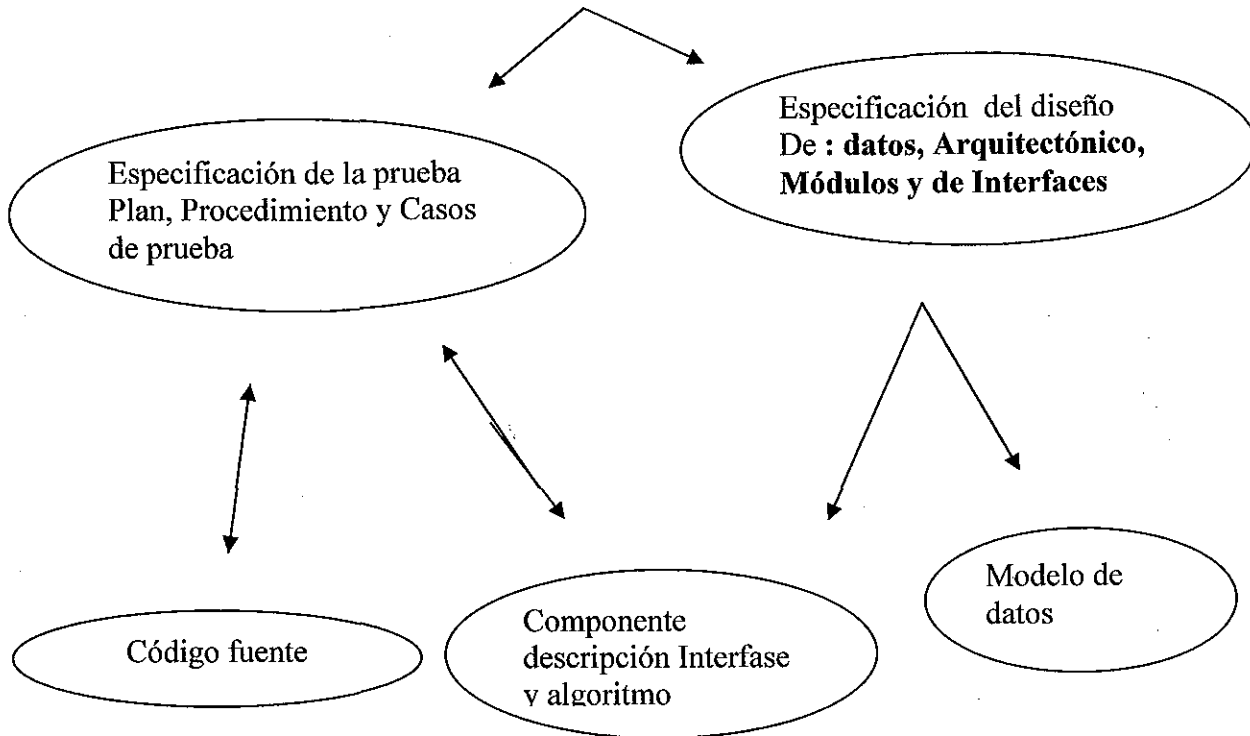 Especificación del diseño
De : datos, Arquitectónico,
Módulos y de Interfaces
Especificación de la prueba
Plan, Procedimiento y Casos
de prueba
Código fuente
Componente
descripción Interfase
y algoritmo
Modelo de
datos